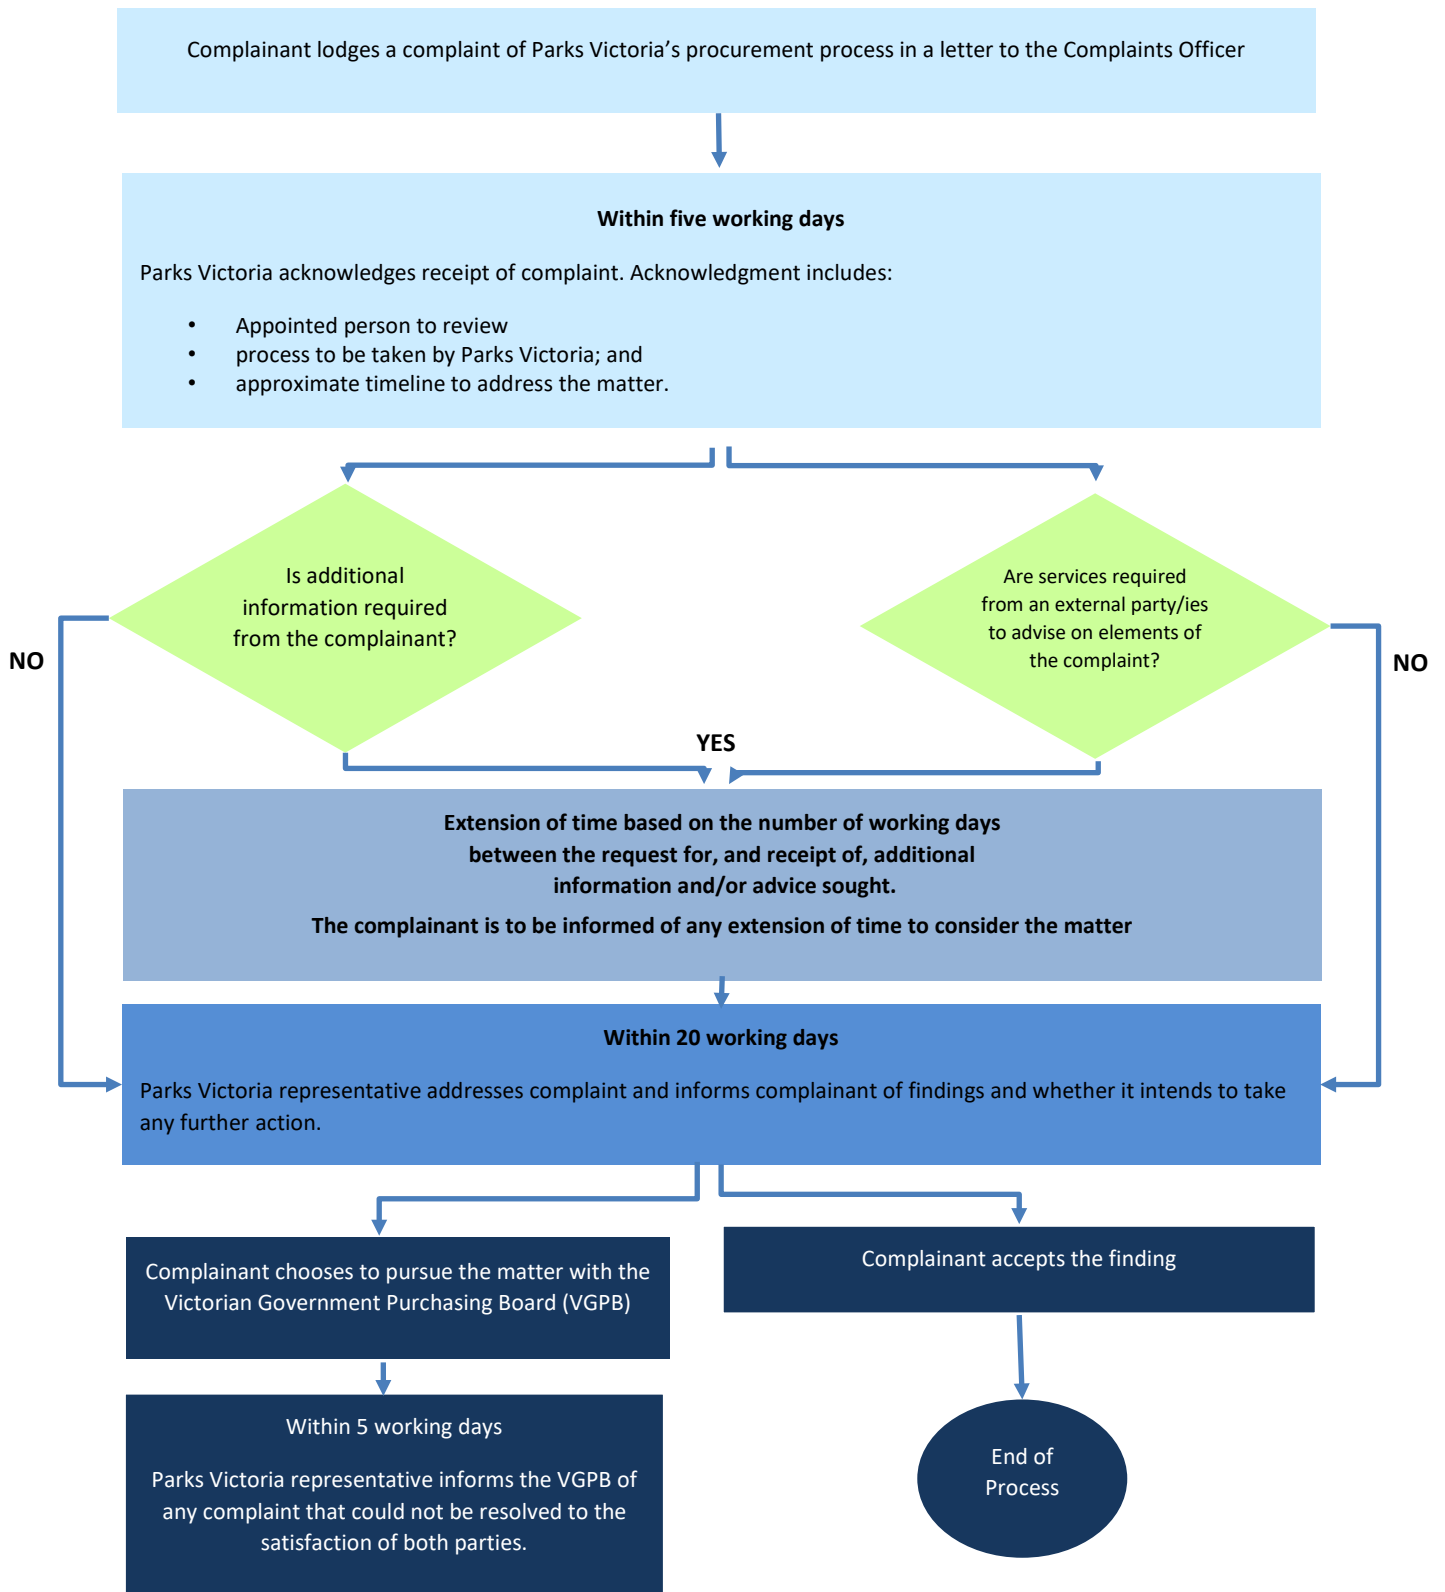 Complainant lodges a complaint of Parks Victoria’s procurement process in a letter to the Complaints Officer
Within five working days
Parks Victoria acknowledges receipt of complaint. Acknowledgment includes:
• Appointed person to review
• process to be taken by Parks Victoria; and
• approximate timeline to address the matter.
Is additional
information required
from the complainant?
Are services required
from an external party/ies
to advise on elements of
the complaint?
NO
NO
YES
Extension of time based on the number of working days
between the request for, and receipt of, additional
information and/or advice sought.
The complainant is to be informed of any extension of time to consider the matter
Within 20 working days
Parks Victoria representative addresses complaint and informs complainant of findings and whether it intends to take
any further action.
Complainant chooses to pursue the matter with the
Victorian Government Purchasing Board (VGPB)
Complainant accepts the finding
Within 5 working days
Parks Victoria representative informs the VGPB of
any complaint that could not be resolved to the
satisfaction of both parties.
End of
Process